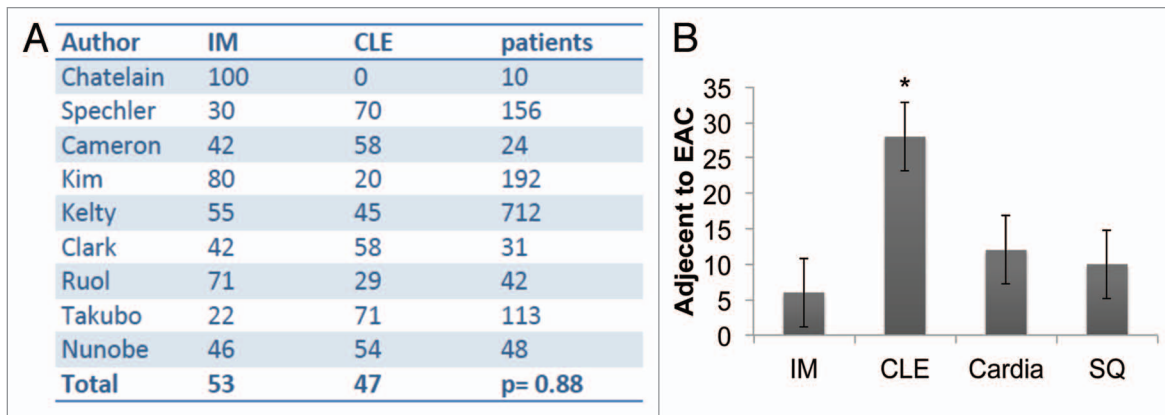 A
Author IM CLE patients
Chatelain 100 0 10
Spechler 30 70 156
Cameron 42 58 24
Kim 80 20 192
Kelty 55 45 712
Clark 42 58 31
Ruol 71 29 42
Takubo 22 71 113
Nunobe 46 54 48
Total 53 47 p= 0.88
B
Adjecent to EAC
35
30
25
20
15
10
5
0
*
IM CLE Cardia SQ